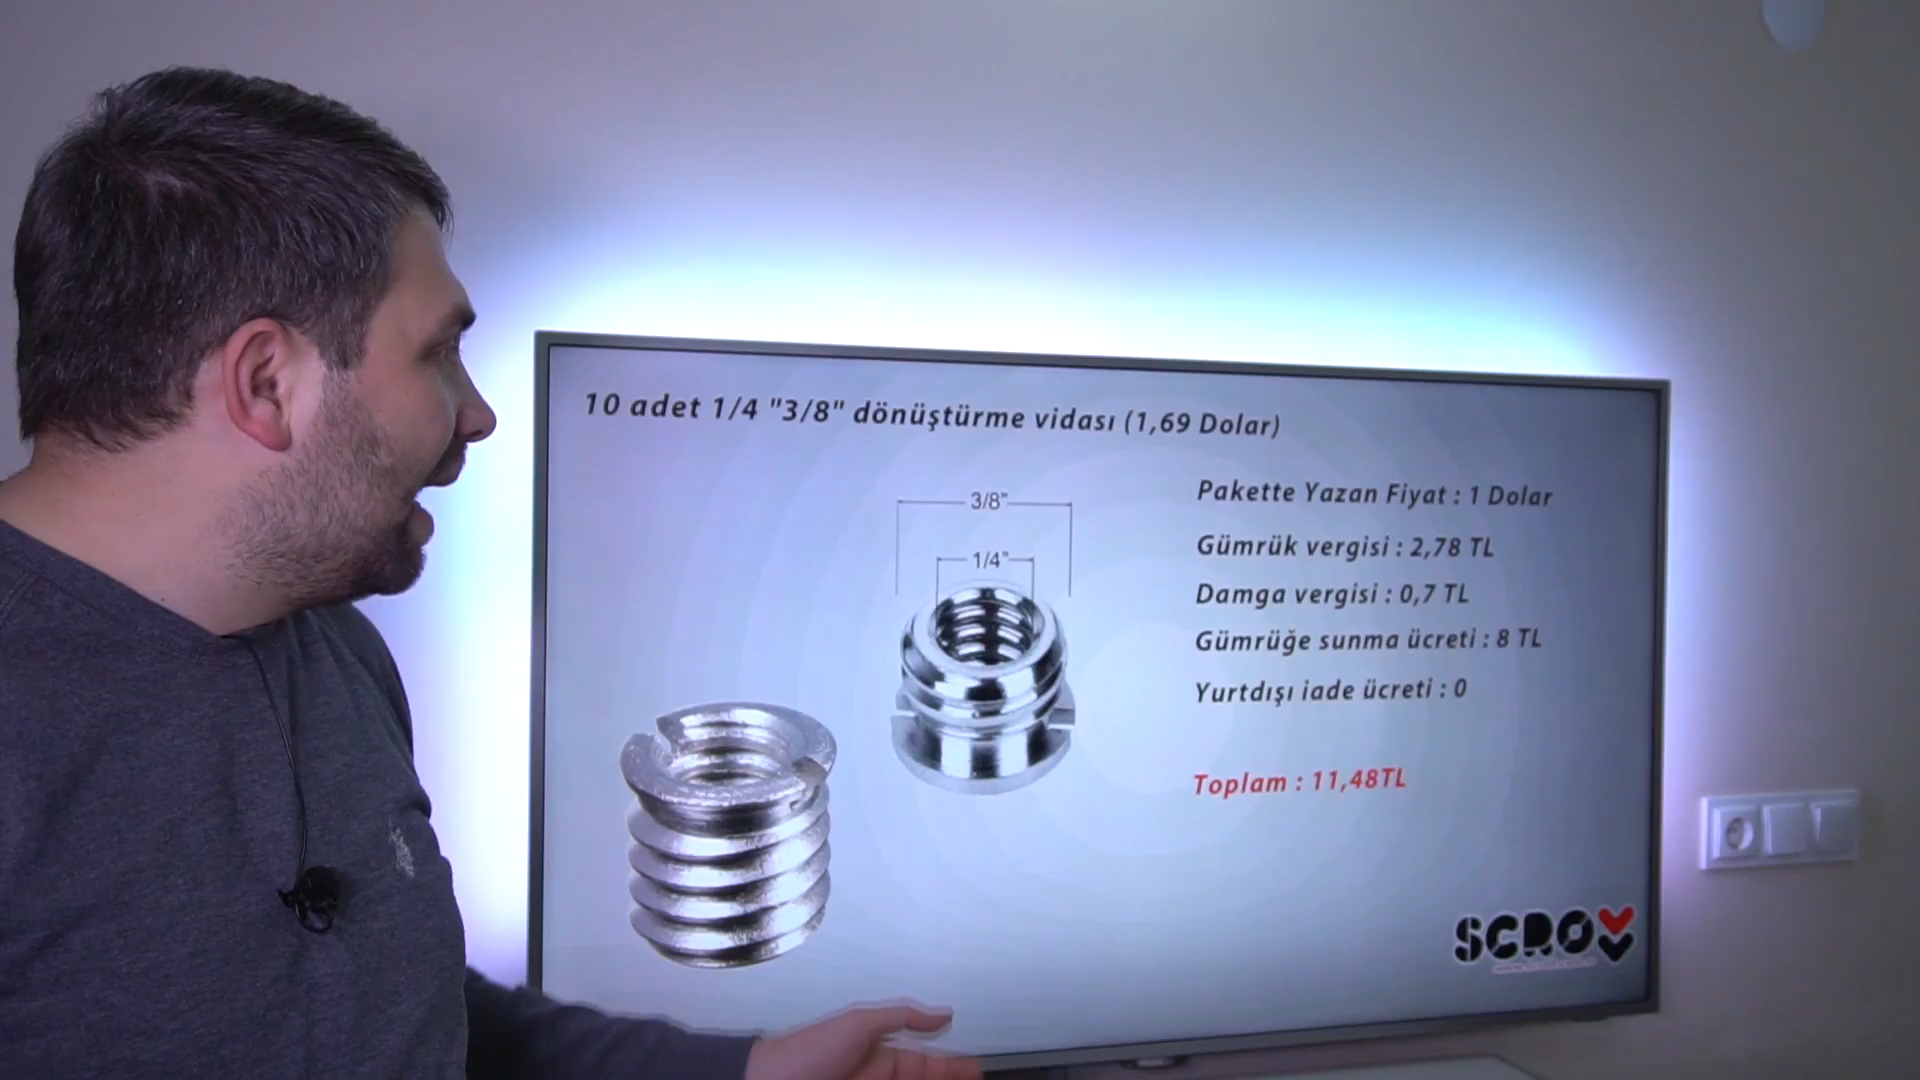 10 adet 1/4 "3/8" dönüştürme vidası (1,69 Dolar)
3/8"
1/4"
Pakette Yazan Fiyat : 1 Dolar
Gümrük vergisi : 2,78 TL
Damga vergisi : 0,7 TL
Gümrüğe sunma ücreti : 8 TL
Yurtdışı iade ücreti : 0
Toplam : 11,48TL
SCRO